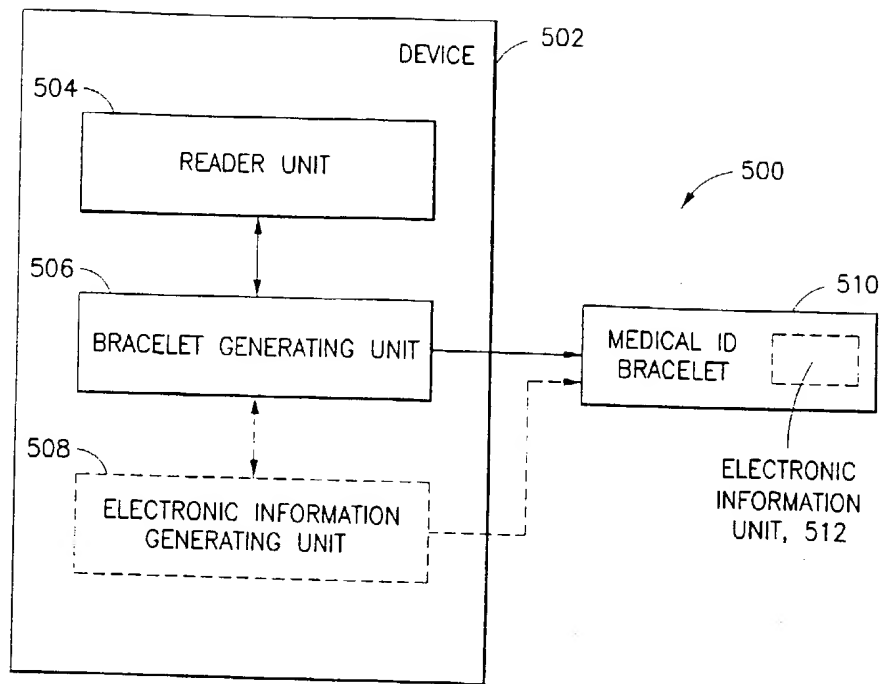 DEVICE
502
504
READER UNIT
500
506
BRACELET GENERATING UNIT
510
MEDICAL ID
BRACELET
508
ELECTRONIC INFORMATION
GENERATING UNIT
ELECTRONIC
INFORMATION
UNIT, 512